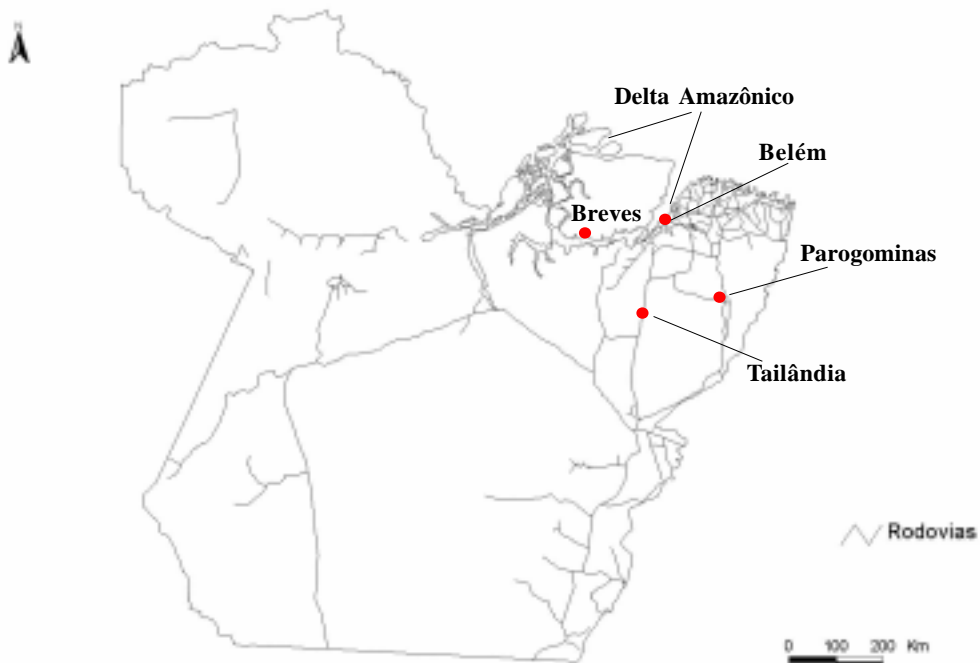 N
Delta Amazônico
Belém
Breves
Parogominas
Tailândia
Rodovias
0 100 200 Km